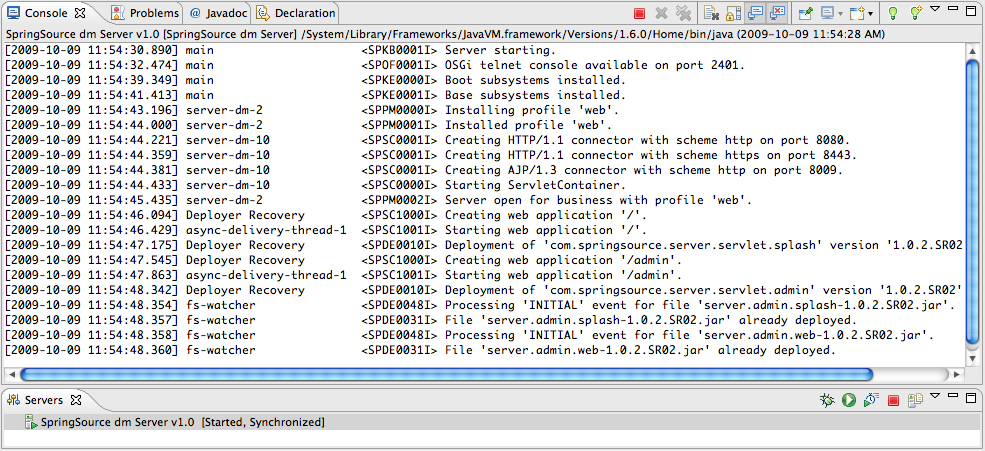 Console Problems @ Javadoc Declaration
SpringSource dm Server v1.0 [SpringSource dm Server] /System/Library/Frameworks/JavaVM.framework/Versions/1.6.0/Home/bin/java (2009-10-09 11:54:28 AM)
[2009-10-09 11:54:30.890] main <SPKB0001I> Server starting.
[2009-10-09 11:54:32.474] main <SPOF0001I> OSGi telnet console available on port 2401.
[2009-10-09 11:54:39.349] main <SPKE0000I> Boot subsystems installed.
[2009-10-09 11:54:41.413] main <SPKE0001I> Base subsystems installed.
[2009-10-09 11:54:43.196] server-dm-2 <SPPM0000I> Installing profile 'web'.
[2009-10-09 11:54:44.000] server-dm-2 <SPPM0001I> Installed profile 'web'.
[2009-10-09 11:54:44.221] server-dm-10 <SPSC0001I> Creating HTTP/1.1 connector with scheme http on port 8080.
[2009-10-09 11:54:44.359] server-dm-10 <SPSC0001I> Creating HTTP/1.1 connector with scheme https on port 8443.
[2009-10-09 11:54:44.381] server-dm-10 <SPSC0001I> Creating AJP/1.3 connector with scheme http on port 8009.
[2009-10-09 11:54:44.433] server-dm-10 <SPSC0000I> Starting ServletContainer.
[2009-10-09 11:54:45.435] server-dm-2 <SPPM0002I> Server open for business with profile 'web'.
[2009-10-09 11:54:46.094] Deployer Recovery <SPSC1000I> Creating web application '/'.
[2009-10-09 11:54:46.429] async-delivery-thread-1 <SPSC1001I> Starting web application '/'.
[2009-10-09 11:54:47.175] Deployer Recovery <SPDE0010I> Deployment of 'com.springsource.server.servlet.splash' version '1.0.2.SR02
[2009-10-09 11:54:47.545] Deployer Recovery <SPSC1000I> Creating web application '/admin'.
[2009-10-09 11:54:47.863] async-delivery-thread-1 <SPSC1001I> Starting web application '/admin'.
[2009-10-09 11:54:48.342] Deployer Recovery <SPDE0010I> Deployment of 'com.springsource.server.servlet.admin' version '1.0.2.SR02'
[2009-10-09 11:54:48.354] fs-watcher <SPDE0048I> Processing 'INITIAL' event for file 'server.admin.splash-1.0.2.SR02.jar'.
[2009-10-09 11:54:48.357] fs-watcher <SPDE0031I> File 'server.admin.splash-1.0.2.SR02.jar' already deployed.
[2009-10-09 11:54:48.358] fs-watcher <SPDE0048I> Processing 'INITIAL' event for file 'server.admin.web-1.0.2.SR02.jar'.
[2009-10-09 11:54:48.360] fs-watcher <SPDE0031I> File 'server.admin.web-1.0.2.SR02.jar' already deployed.
Servers
SpringSource dm Server v1.0 [Started, Synchronized]